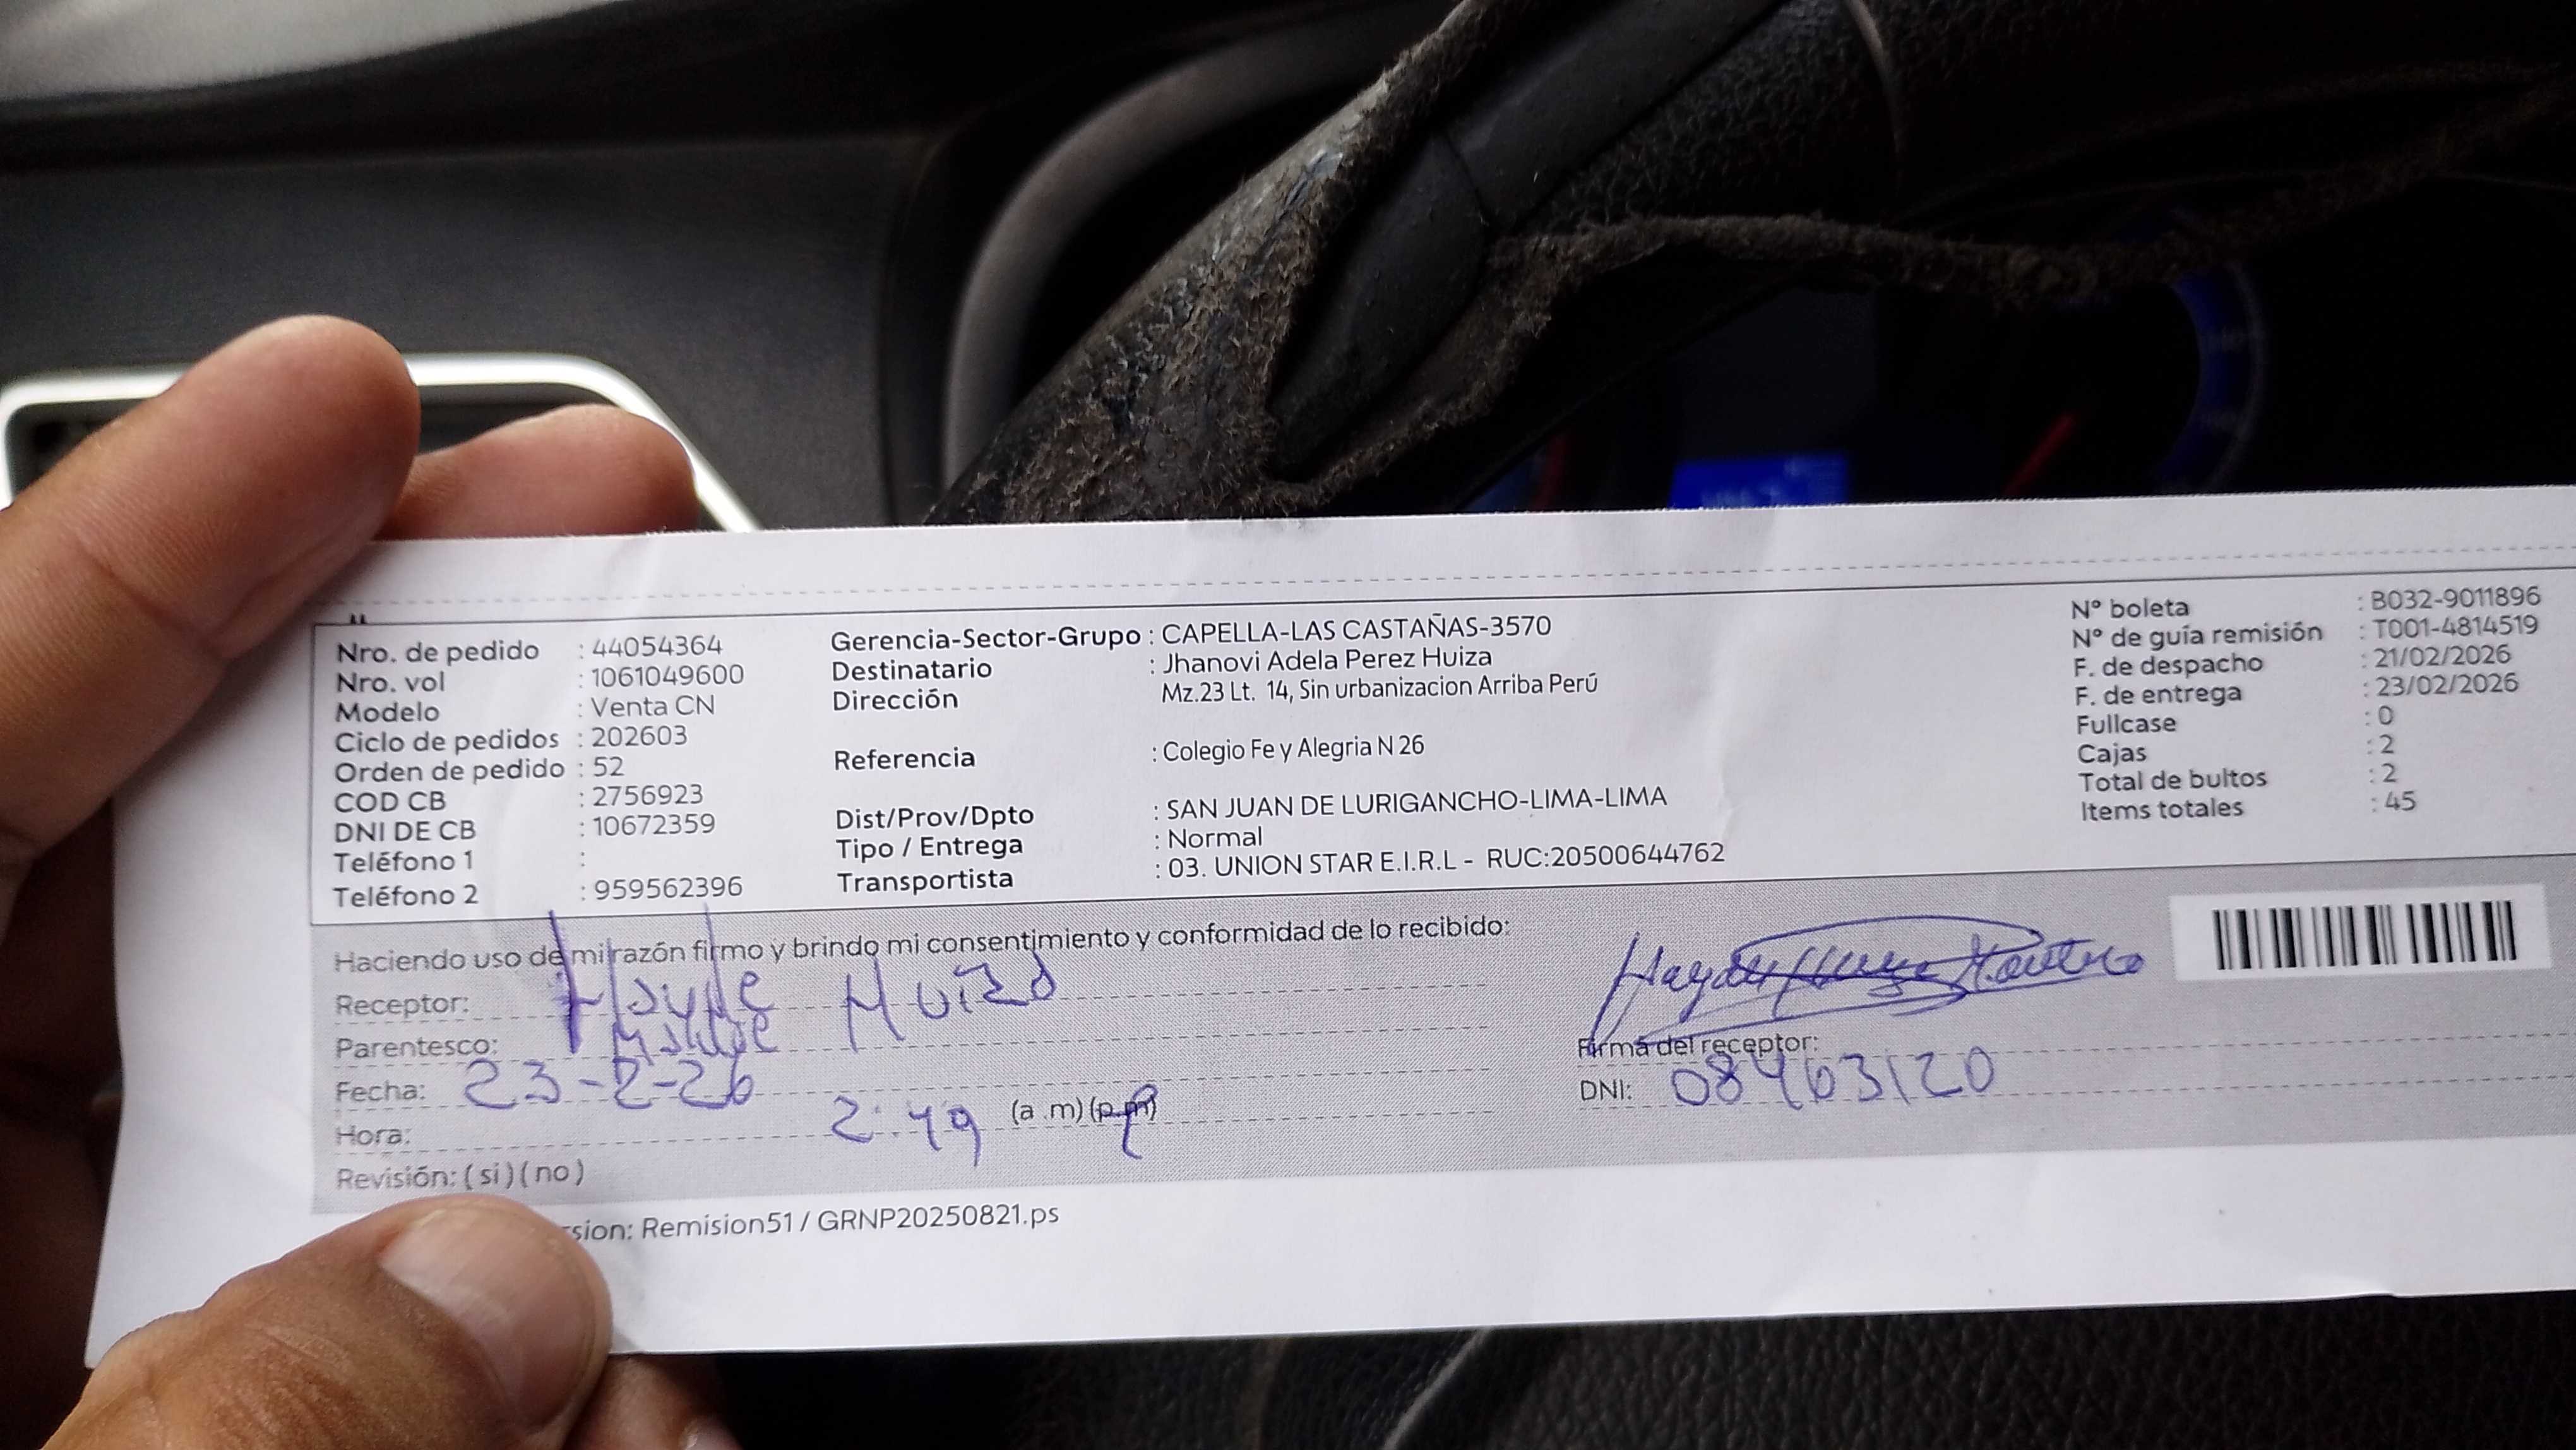 Nro. de pedido : 44054364
Nro. vol : 1061049600
Modelo : Venta CN
Ciclo de pedidos : 202603
Orden de pedido : 52
COD CB : 2756923
DNI DE CB : 10672359
Teléfono 1 :
Teléfono 2 : 959562396
Gerencia-Sector-Grupo : CAPELLA-LAS CASTAÑAS-3570
Destinatario : Jhanovi Adela Perez Huiza
Dirección Mz.23 Lt. 14, Sin urbanizacion Arriba Perú
Referencia : Colegio Fe y Alegria N 26
Dist/Prov/Dpto : SAN JUAN DE LURIGANCHO-LIMA-LIMA
Tipo / Entrega : Normal
Transportista : 03. UNION STAR E.I.R.L - RUC:20500644762
N° boleta : B032-9011896
N° de guía remisión : T001-4814519
F. de despacho : 21/02/2026
F. de entrega : 23/02/2026
Fullcase : 0
Cajas : 2
Total de bultos : 2
Items totales : 45
Haciendo uso de mi razón firmo y brindo mi consentimiento y conformidad de lo recibido:
Receptor: Hayde Huiza
Parentesco: Madre
Fecha: 23-2-26
Hora: 2:49 (a.m)(p.m)
Revisión: (si)(no)
Firma del receptor:
DNI: 08463120
sion: Remision51 / GRNP20250821.ps